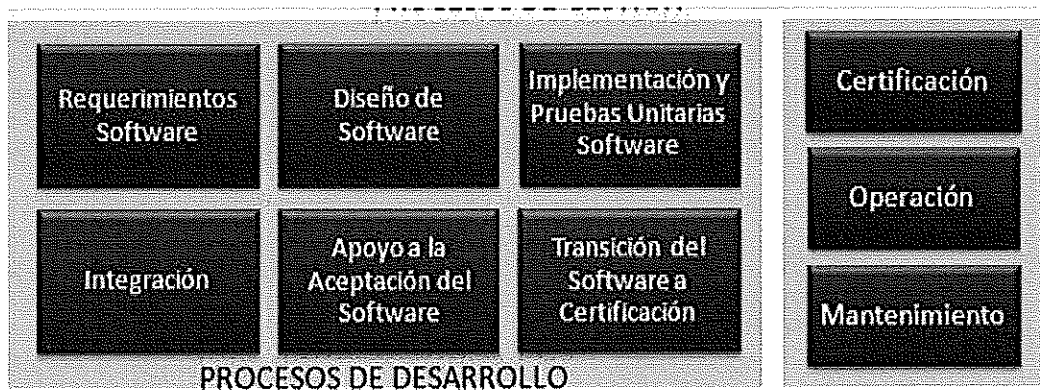 Requerimientos
Software
Diseño de
Software
Implementación y
Pruebas Unitarias
Software
Integración
Apoyo a la
Aceptación del
Software
Transición del
Software a
Certificación
PROCESOS DE DESARROLLO
Certificación
Operación
Mantenimiento